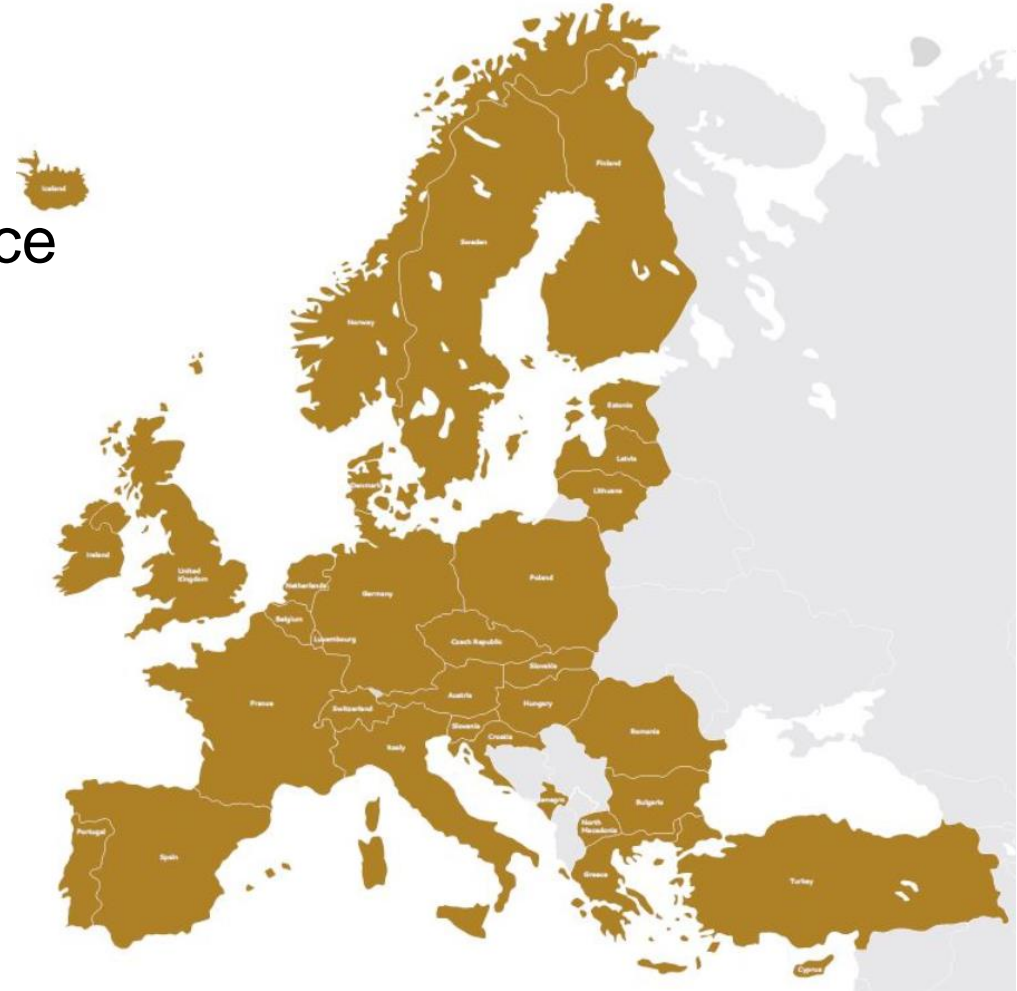 Iceland
ce
Finland
Sweden
Norway
Estonia
Latvia
Lithuania
Denmark
Ireland
United
Kingdom
Netherlands
Germany
Poland
Belgium
Luxembourg
Czech Republic
Slovakia
France
Switzerland
Austria
Hungary
Slovenia
Croatia
Italy
Romania
Bulgaria
North
Macedonia
Portugal
Spain
Greece
Turkey
Cyprus